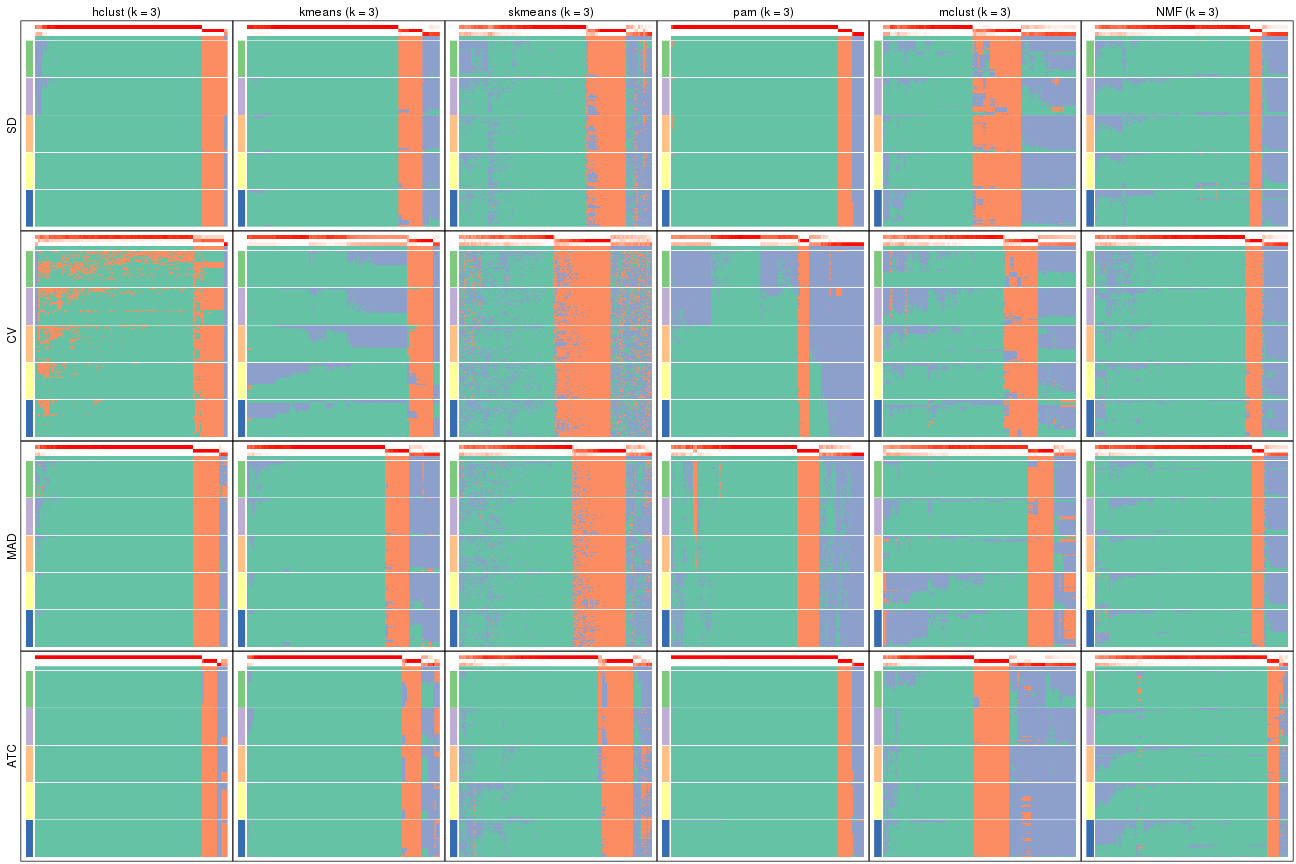 hclust (k = 3) kmeans (k = 3) skmeans (k = 3) pam (k = 3) mclust (k = 3) NMF (k = 3)
SD
CV
MAD
ATC